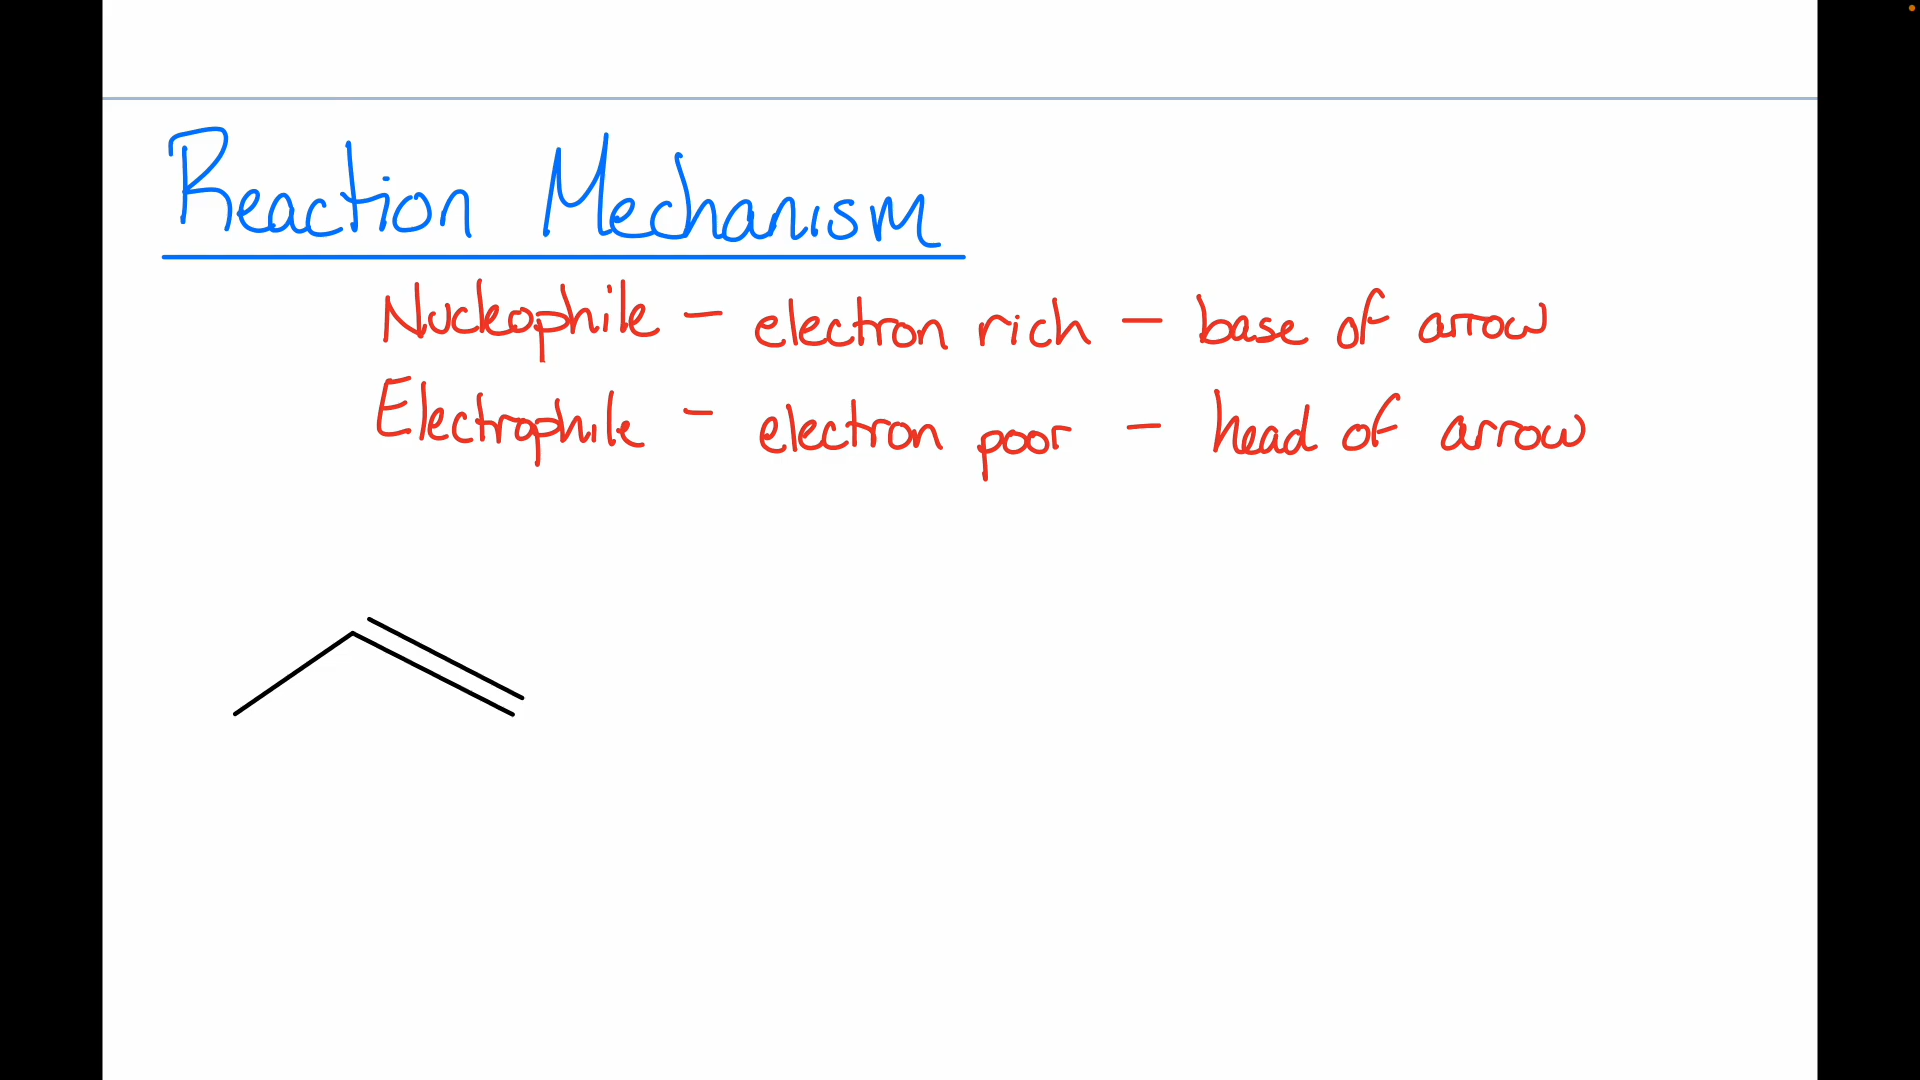 Reaction Mechanism
Nucleophile - electron rich - base of arrow
Electrophile - electron poor - head of arrow